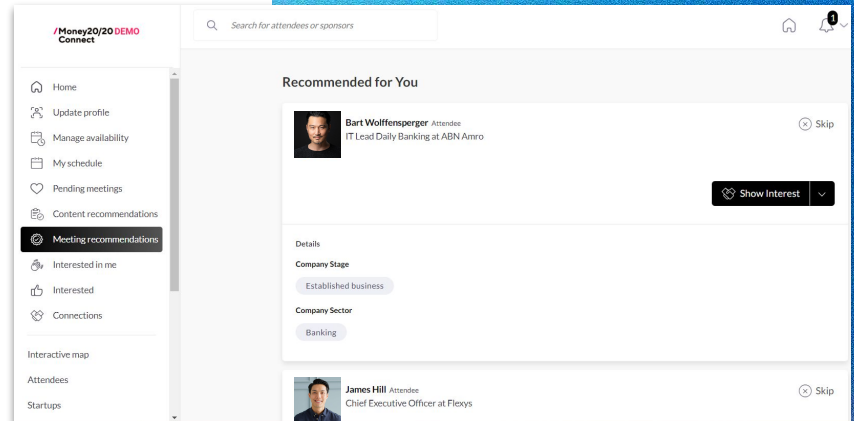 /Money20/20 DEMO
Connect
Search for attendees or sponsors
1
Home
Update profile
Manage availability
My schedule
Pending meetings
Content recommendations
Meeting recommendations
Interested in me
Interested
Connections
Interactive map
Attendees
Startups
Recommended for You
Bart Wolffensperger Attendee
IT Lead Daily Banking at ABN Amro
Skip
Show Interest
Details
Company Stage
Established business
Company Sector
Banking
James Hill Attendee
Chief Executive Officer at Flexys
Skip